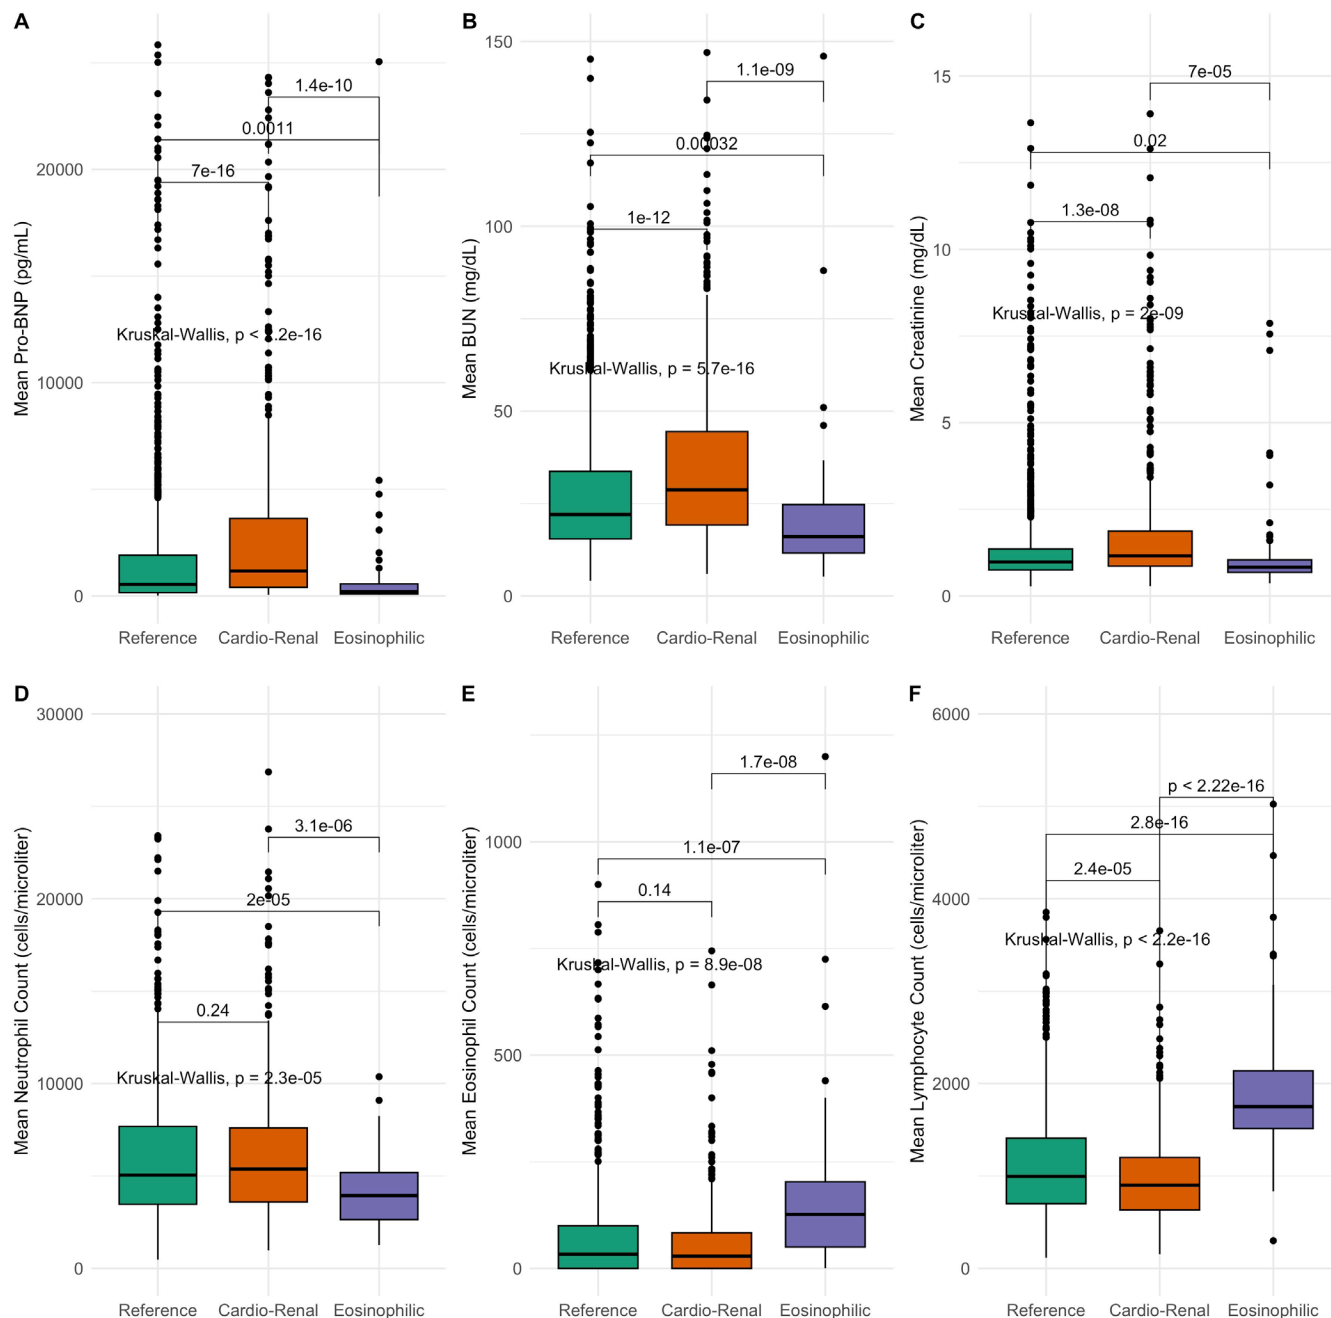 A
Mean Pro-BNP (pg/mL)
20000
10000
0
1.4e-10
0.0011
7e-16
Kruskal-Wallis, p < 2.2e-16
Reference
Cardio-Renal
Eosinophilic
B
Mean BUN (mg/dL)
150
100
50
0
1.1e-09
0.00032
1e-12
Kruskal-Wallis, p = 5.7e-16
Reference
Cardio-Renal
Eosinophilic
C
Mean Creatinine (mg/dL)
15
10
5
0
7e-05
0.02
1.3e-08
Kruskal-Wallis, p = 2e-09
Reference
Cardio-Renal
Eosinophilic
D
Mean Neutrophil Count (cells/microliter)
30000
20000
10000
0
3.1e-06
2e-05
0.24
Kruskal-Wallis, p = 2.3e-05
Reference
Cardio-Renal
Eosinophilic
E
Mean Eosinophil Count (cells/microliter)
1000
500
0
1.7e-08
1.1e-07
0.14
Kruskal-Wallis, p = 8.9e-08
Reference
Cardio-Renal
Eosinophilic
F
Mean Lymphocyte Count (cells/microliter)
6000
4000
2000
0
p < 2.22e-16
2.8e-16
2.4e-05
Kruskal-Wallis, p < 2.2e-16
Reference
Cardio-Renal
Eosinophilic